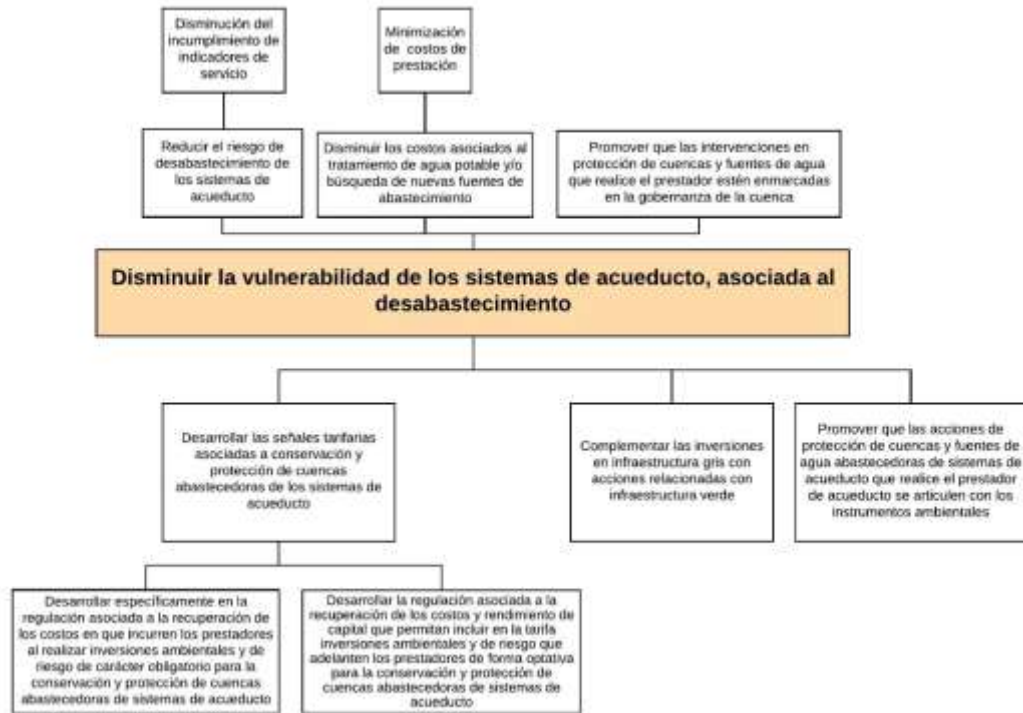 Disminución del
incumplimiento de
indicadores de
servicio
Minimización
de costos de
prestación
Reducir el riesgo de
desabastecimiento de
los sistemas de
acueducto
Disminuir los costos asociados al
tratamiento de agua potable y/o
búsqueda de nuevas fuentes de
abastecimiento
Promover que las intervenciones en
protección de cuencas y fuentes de agua
que realice el prestador estén enmarcadas
en la gobernanza de la cuenca
Disminuir la vulnerabilidad de los sistemas de acueducto, asociada al
desabastecimiento
Desarrollar las señales tarifarias
asociadas a conservación y
protección de cuencas
abastecedoras de los sistemas de
acueducto
Complementar las inversiones
en infraestructura gris con
acciones relacionadas con
infraestructura verde
Promover que las acciones de
protección de cuencas y fuentes de
agua abastecedoras de sistemas de
acueducto que realice el prestador
de acueducto se articulen con los
instrumentos ambientales
Desarrollar específicamente en la
regulación asociada a la recuperación de
los costos en que incurren los prestadores
al realizar inversiones ambientales y de
riesgo de carácter obligatorio para la
conservación y protección de cuencas
abastecedoras de sistemas de acueducto
Desarrollar la regulación asociada a la
recuperación de los costos y rendimiento de
capital que permitan incluir en la tarifa
inversiones ambientales y de riesgo que
adelanten los prestadores de forma optativa
para la conservación y protección de
cuencas abastecedoras de sistemas de
acueducto